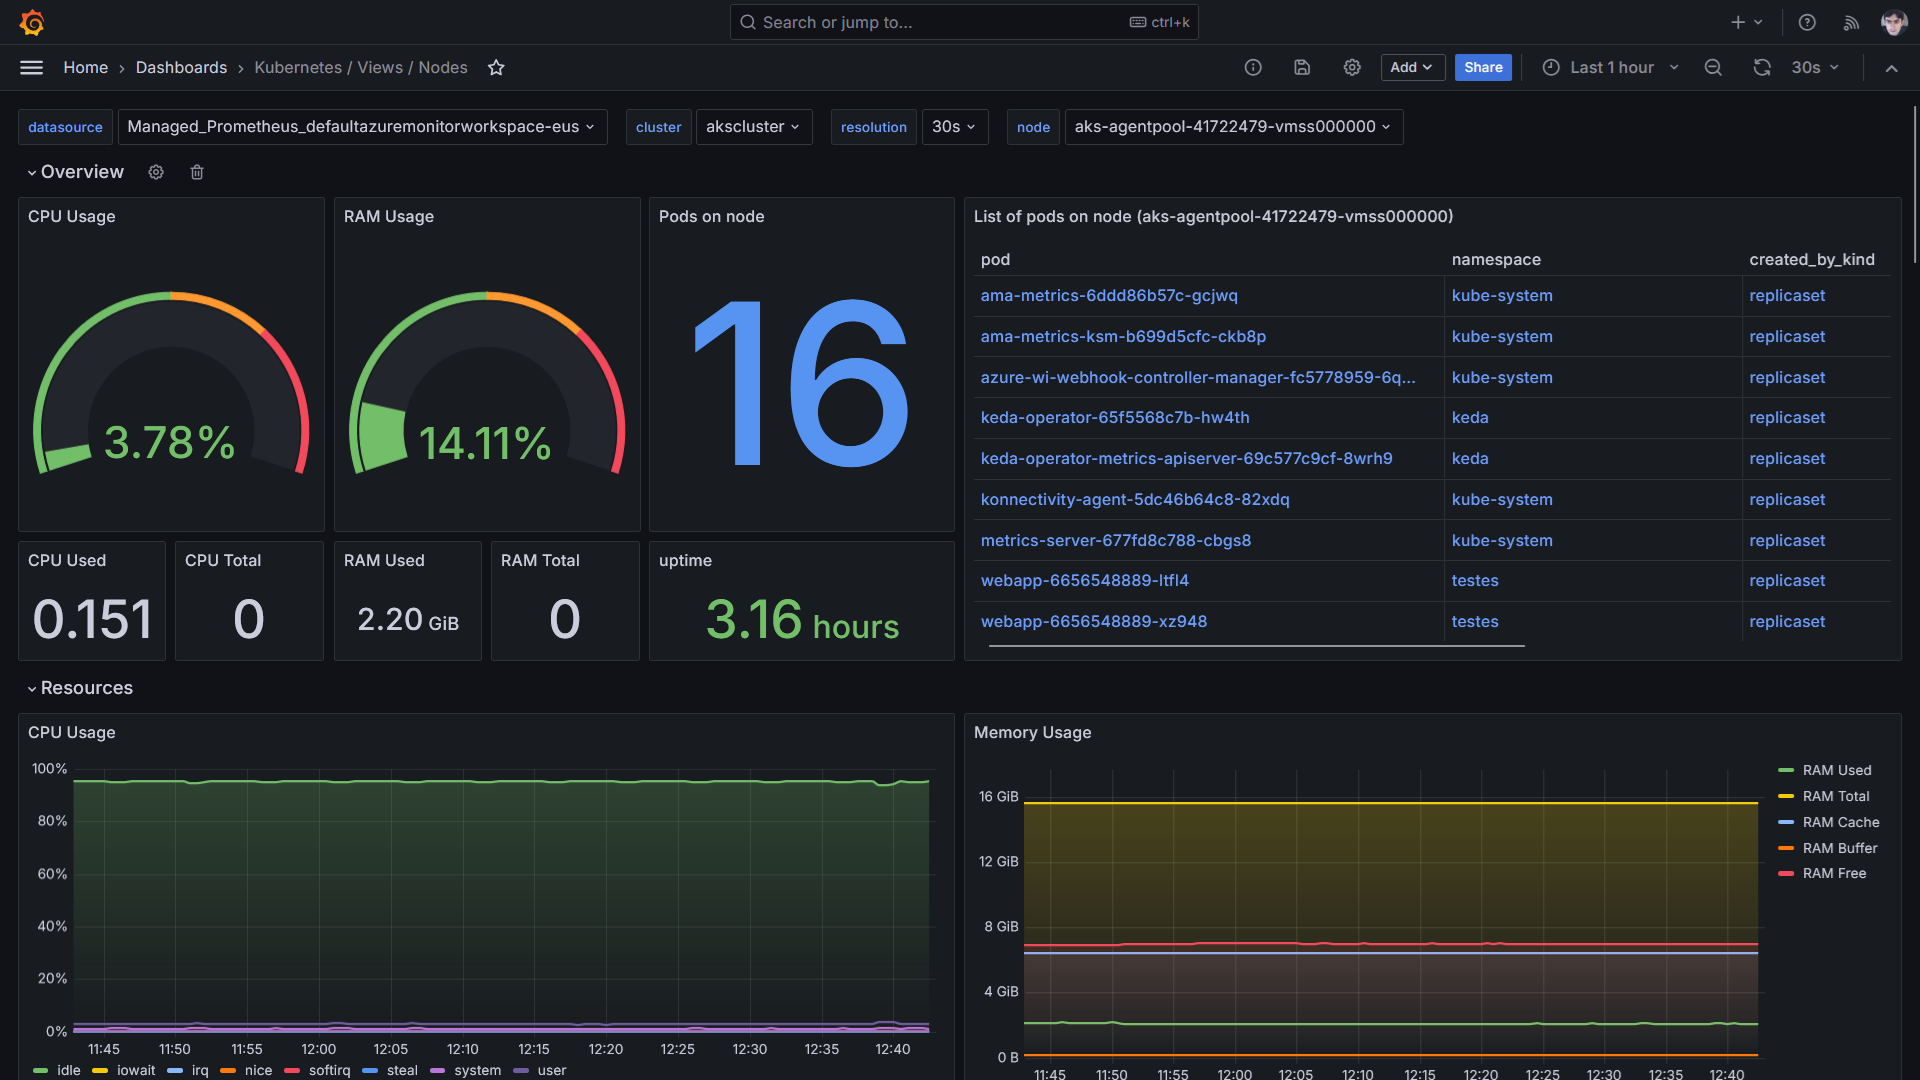 Search or jump to...
ctrl+k
Home › Dashboards › Kubernetes / Views / Nodes
Add
Share
Last 1 hour
30s
datasource
Managed_Prometheus_defaultazuremonitorworkspace-eus
cluster
akscluster
resolution
30s
node
aks-agentpool-41722479-vmss000000
Overview
CPU Usage
3.78%
RAM Usage
14.11%
Pods on node
16
List of pods on node (aks-agentpool-41722479-vmss000000)
pod namespace created_by_kind
ama-metrics-6ddd86b57c-gcjwq kube-system replicaset
ama-metrics-ksm-b699d5cfc-ckb8p kube-system replicaset
azure-wi-webhook-controller-manager-fc5778959-6q... kube-system replicaset
keda-operator-65f5568c7b-hw4th keda replicaset
keda-operator-metrics-apiserver-69c577c9cf-8wrh9 keda replicaset
konnectivity-agent-5dc46b64c8-82xdq kube-system replicaset
metrics-server-677fd8c788-cbgs8 kube-system replicaset
webapp-6656548889-ltfl4 testes replicaset
webapp-6656548889-xz948 testes replicaset
CPU Used
0.151
CPU Total
0
RAM Used
2.20 GiB
RAM Total
0
uptime
3.16 hours
Resources
CPU Usage
100%
80%
60%
40%
20%
0%
11:45 11:50 11:55 12:00 12:05 12:10 12:15 12:20 12:25 12:30 12:35 12:40
idle iowait irq nice softirq steal system user
Memory Usage
16 GiB
12 GiB
8 GiB
4 GiB
0 B
11:45 11:50 11:55 12:00 12:05 12:10 12:15 12:20 12:25 12:30 12:35 12:40
RAM Used
RAM Total
RAM Cache
RAM Buffer
RAM Free